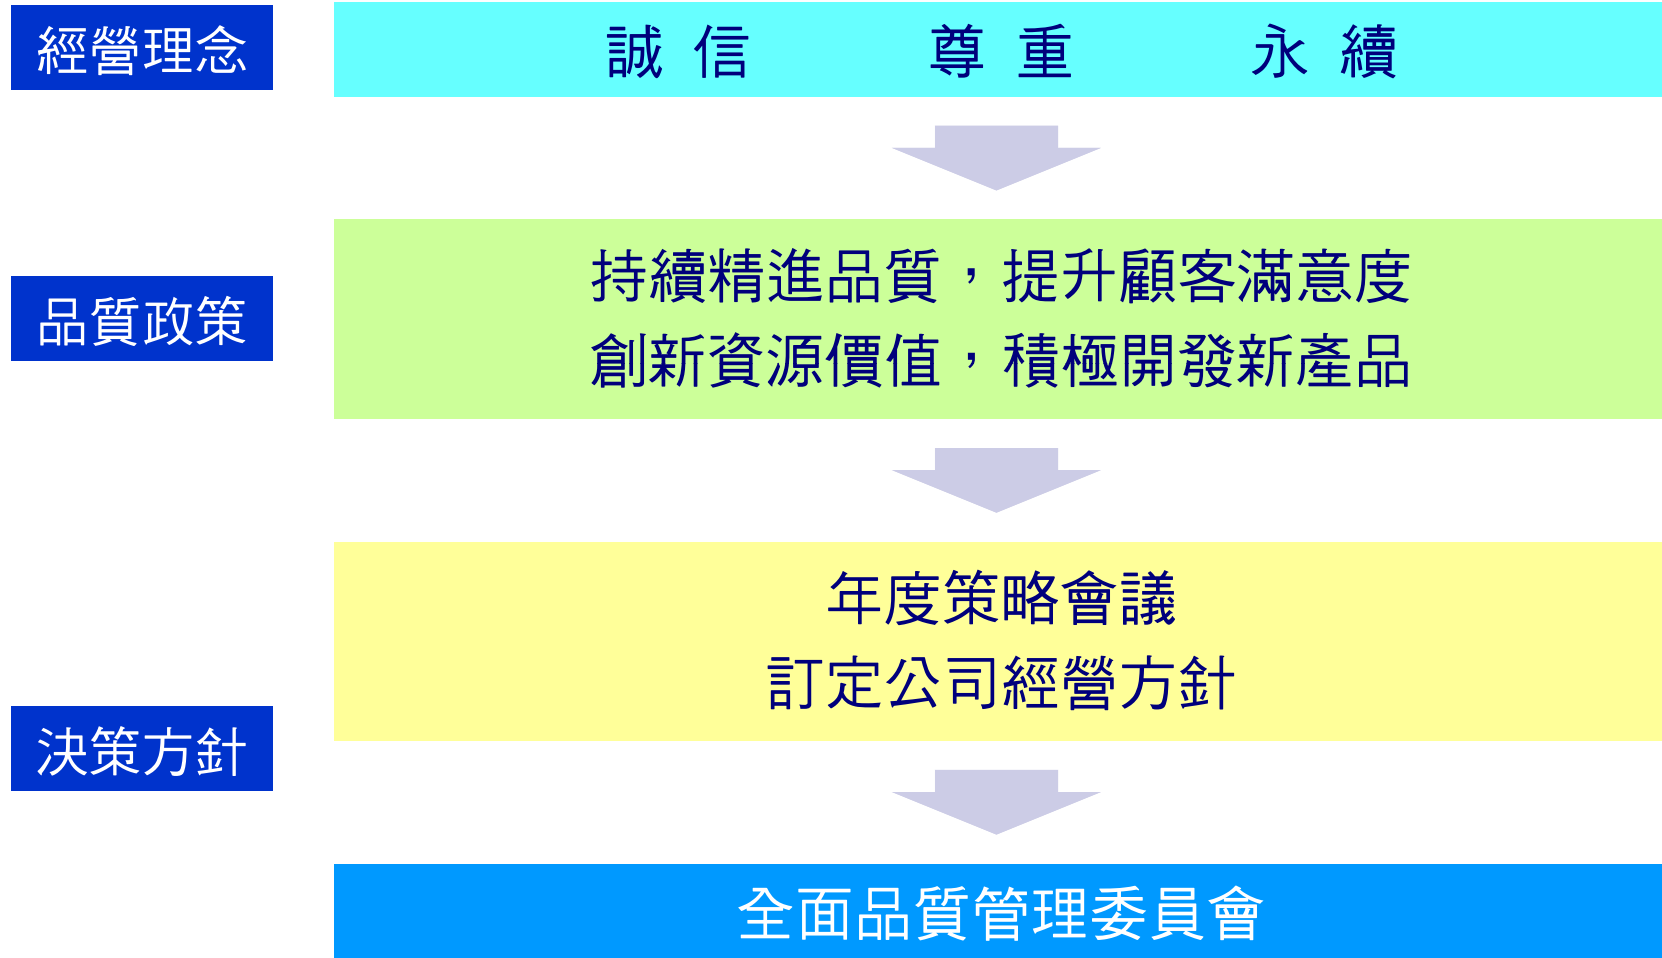 經營理念
誠信 尊重 永續
品質政策
持續精進品質，提升顧客滿意度
創新資源價值，積極開發新產品
年度策略會議
訂定公司經營方針
決策方針
全面品質管理委員會